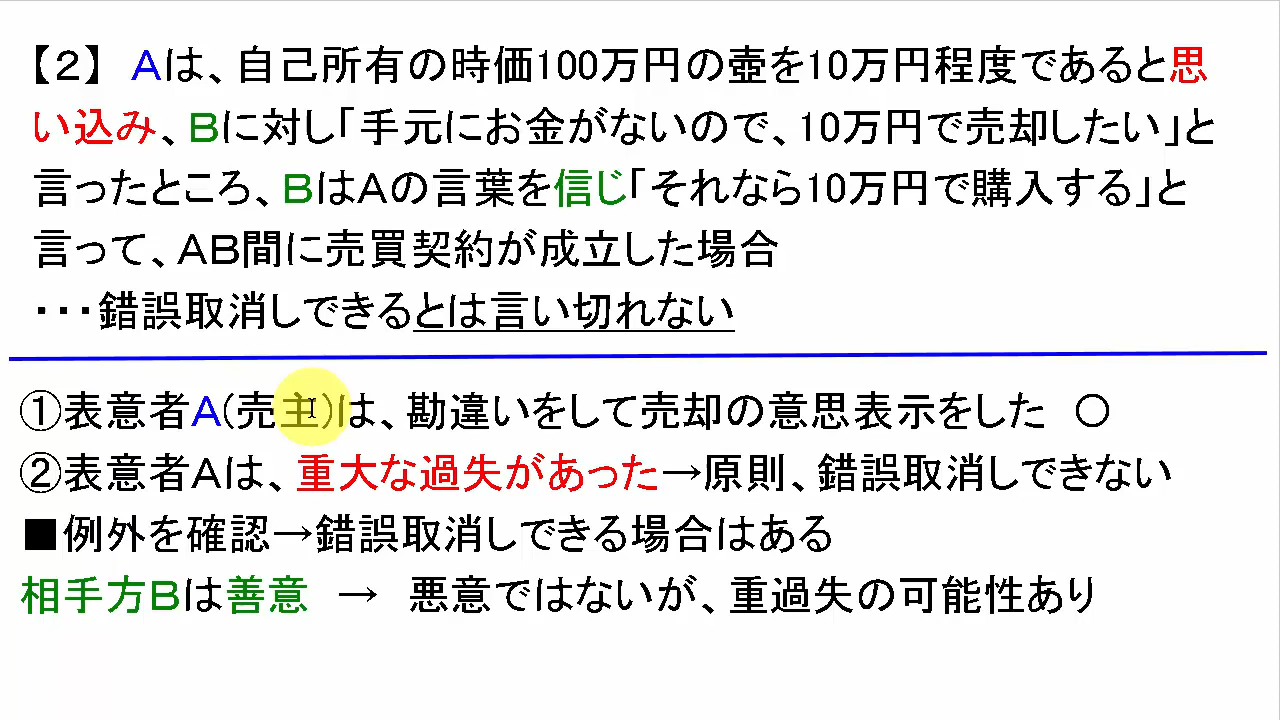 【２】 Ａは、自己所有の時価100万円の壺を10万円程度であると思
い込み、Ｂに対し「手元にお金がないので、10万円で売却したい」と
言ったところ、ＢはＡの言葉を信じ「それなら10万円で購入する」と
言って、ＡＢ間に売買契約が成立した場合
・・・錯誤取消しできるとは言い切れない
①表意者Ａ(売主)は、勘違いをして売却の意思表示をした　○
②表意者Ａは、重大な過失があった→原則、錯誤取消しできない
■例外を確認→錯誤取消しできる場合はある
相手方Ｂは善意　→　悪意ではないが、重過失の可能性あり